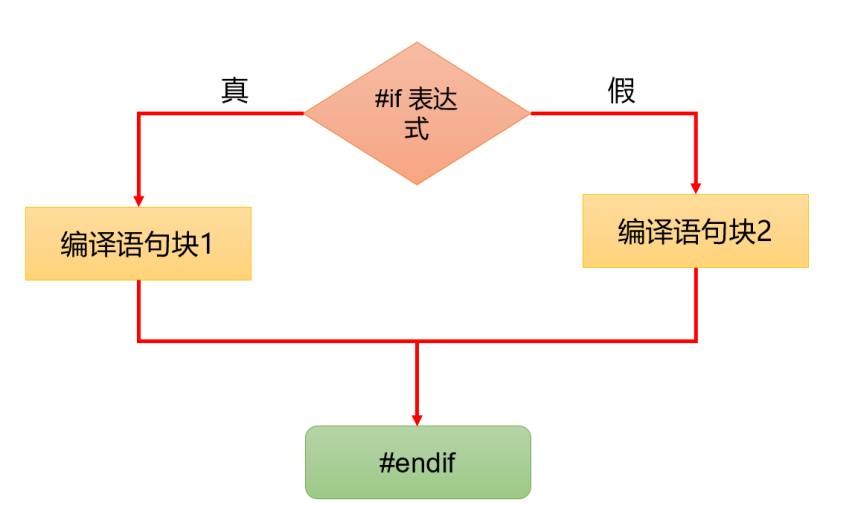 真
#if 表达
式
假
编译语句块1
编译语句块2
#endif